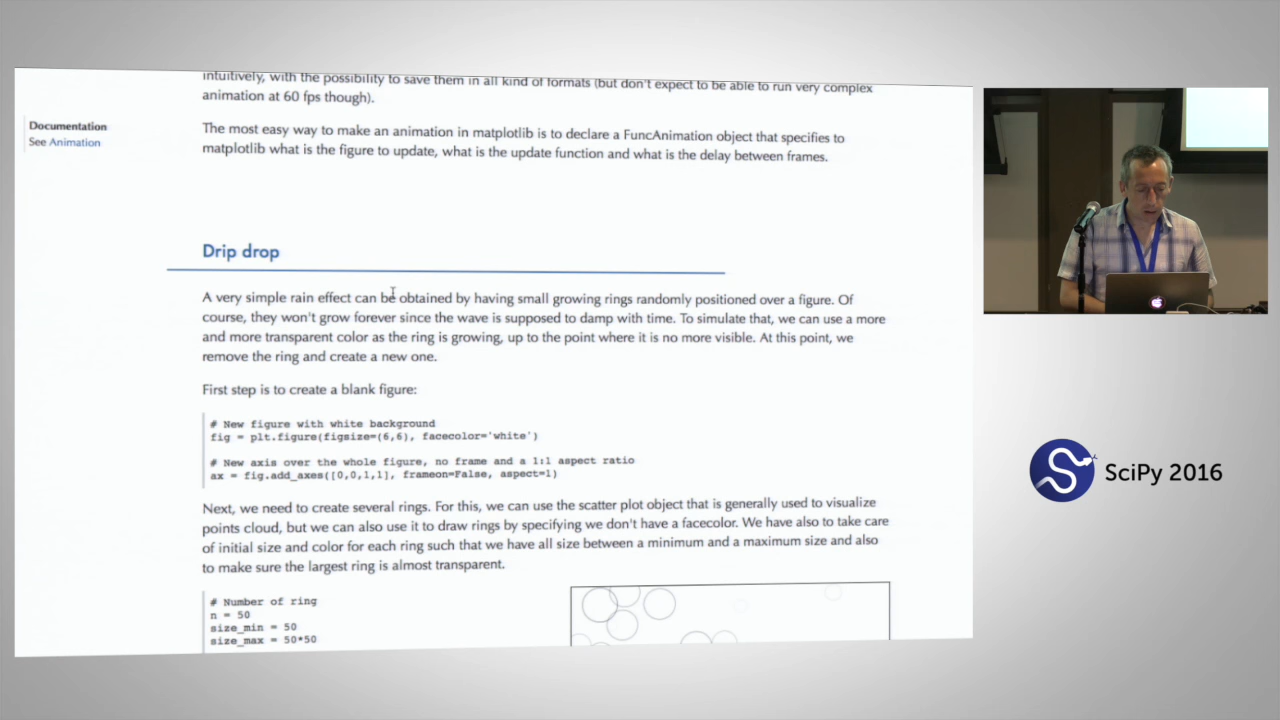 intuitively, with the possibility to save them in all kind of formats (but don't expect to be able to run very complex
animation at 60 fps though).
Documentation
See Animation
The most easy way to make an animation in matplotlib is to declare a FuncAnimation object that specifies to
matplotlib what is the figure to update, what is the update function and what is the delay between frames.
Drip drop
A very simple rain effect can be obtained by having small growing rings randomly positioned over a figure. Of
course, they won't grow forever since the wave is supposed to damp with time. To simulate that, we can use a more
and more transparent color as the ring is growing, up to the point where it is no more visible. At this point, we
remove the ring and create a new one.
First step is to create a blank figure:
# New figure with white background
fig = plt.figure(figsize=(6,6), facecolor='white')
# New axis over the whole figure, no frame and a 1:1 aspect ratio
ax = fig.add_axes([0,0,1,1], frameon=False, aspect=1)
Next, we need to create several rings. For this, we can use the scatter plot object that is generally used to visualize
points cloud, but we can also use it to draw rings by specifying we don't have a facecolor. We have also to take care
of initial size and color for each ring such that we have all size between a minimum and a maximum size and also
to make sure the largest ring is almost transparent.
# Number of ring
n = 50
size_min = 50
size_max = 50*50
SciPy 2016